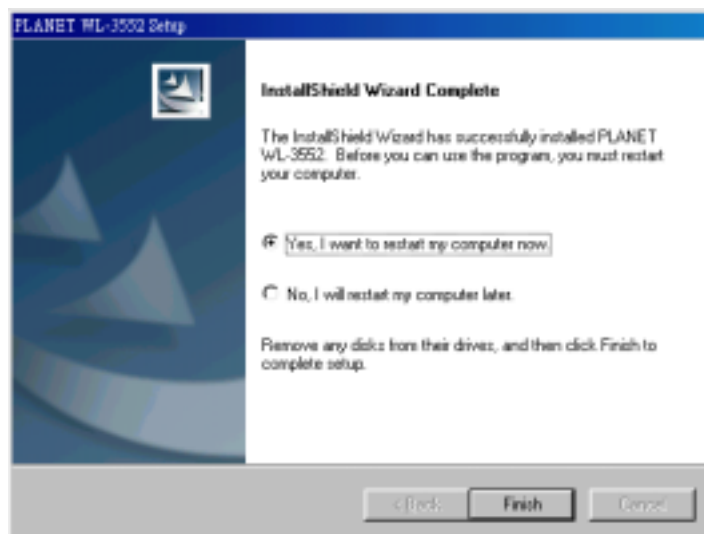 PLANET WL-3552 Setup
InstallShield Wizard Complete
The InstallShield Wizard has successfully installed PLANET
WL-3552. Before you can use the program, you must restart
your computer.
Yes, I want to restart my computer now.
No, I will restart my computer later.
Remove any disks from their drives, and then click Finish to
complete setup.
< Back
Finish
Cancel